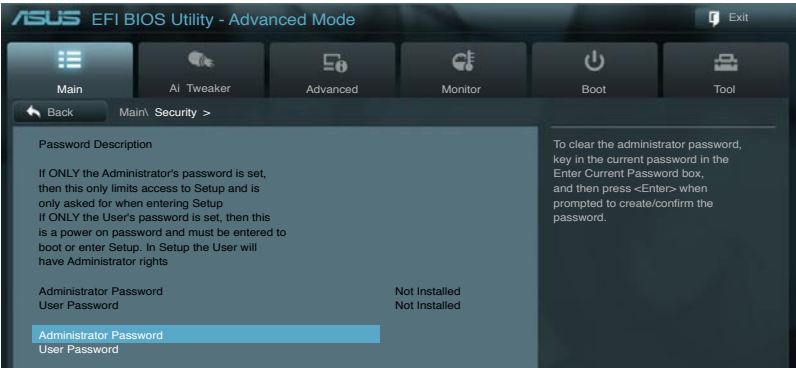 ASUS EFI BIOS Utility - Advanced Mode
Exit
Main
Ai Tweaker
Advanced
Monitor
Boot
Tool
Back
Main\ Security >
Password Description
If ONLY the Administrator's password is set,
then this only limits access to Setup and is
only asked for when entering Setup
If ONLY the User's password is set, then this
is a power on password and must be entered to
boot or enter Setup. In Setup the User will
have Administrator rights
Administrator Password Not Installed
User Password Not Installed
Administrator Password
User Password
To clear the administrator password,
key in the current password in the
Enter Current Password box,
and then press <Enter> when
prompted to create/confirm the
password.